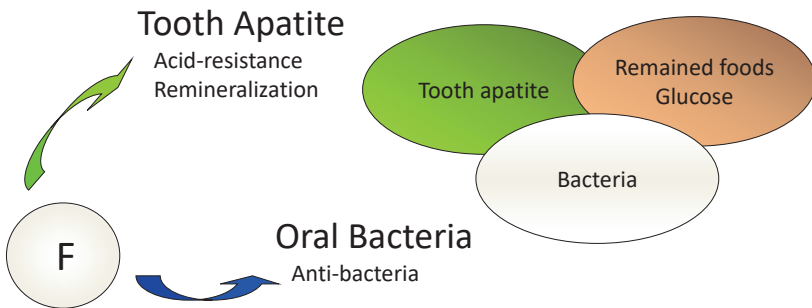 Tooth Apatite
Acid-resistance
Remineralization
Tooth apatite
Remained foods
Glucose
Bacteria
F
Oral Bacteria
Anti-bacteria